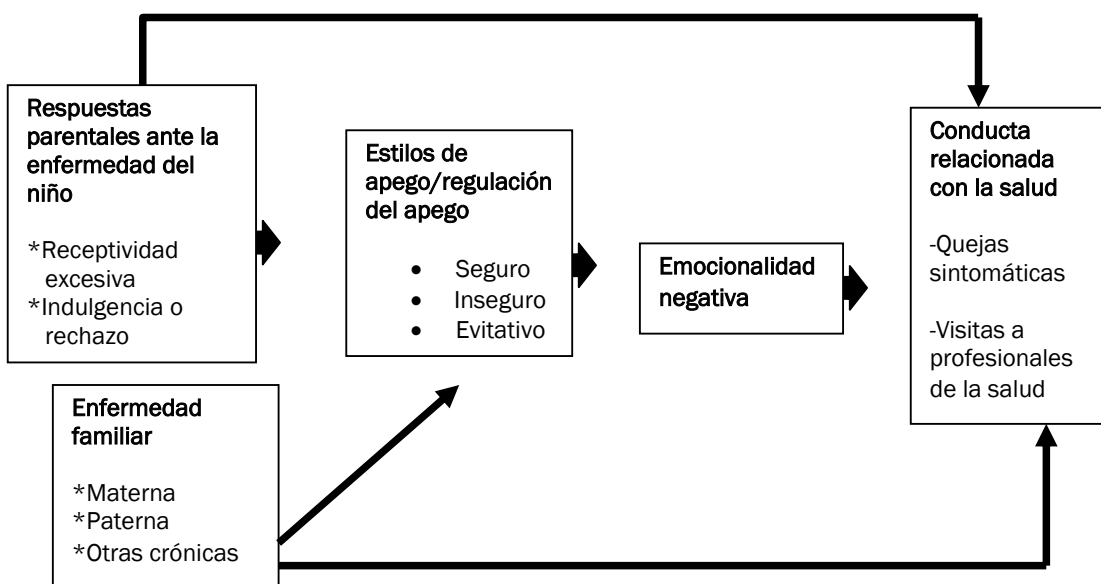 Respuestas
parentales ante la
enfermedad del
niño
*Receptividad
excesiva
*Indulgencia o
rechazo
Estilos de
apego/regulación
del apego
• Seguro
• Inseguro
• Evitativo
Emocionalidad
negativa
Conducta
relacionada
con la salud
-Quejas
sintomáticas
-Visitas a
profesionales
de la salud
Enfermedad
familiar
*Materna
*Paterna
*Otras crónicas